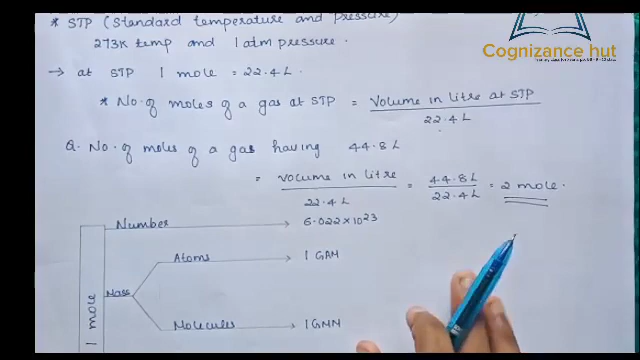 * STP (Standard temperature and pressure)
273K temp and 1 atm pressure.
Cognizance hut
→ at STP 1 mole = 22.4 L.
* No. of moles of a gas at STP = Volume in litre at STP
22.4 L
Q. No. of moles of a gas having 44.8 L
= Volume in litre = 44.8 L = 2 mole.
22.4 L 22.4 L
Number → 6.022 × 10²³
Atoms → 1 GAM
1 mole
Mass
Molecules → 1 GMM